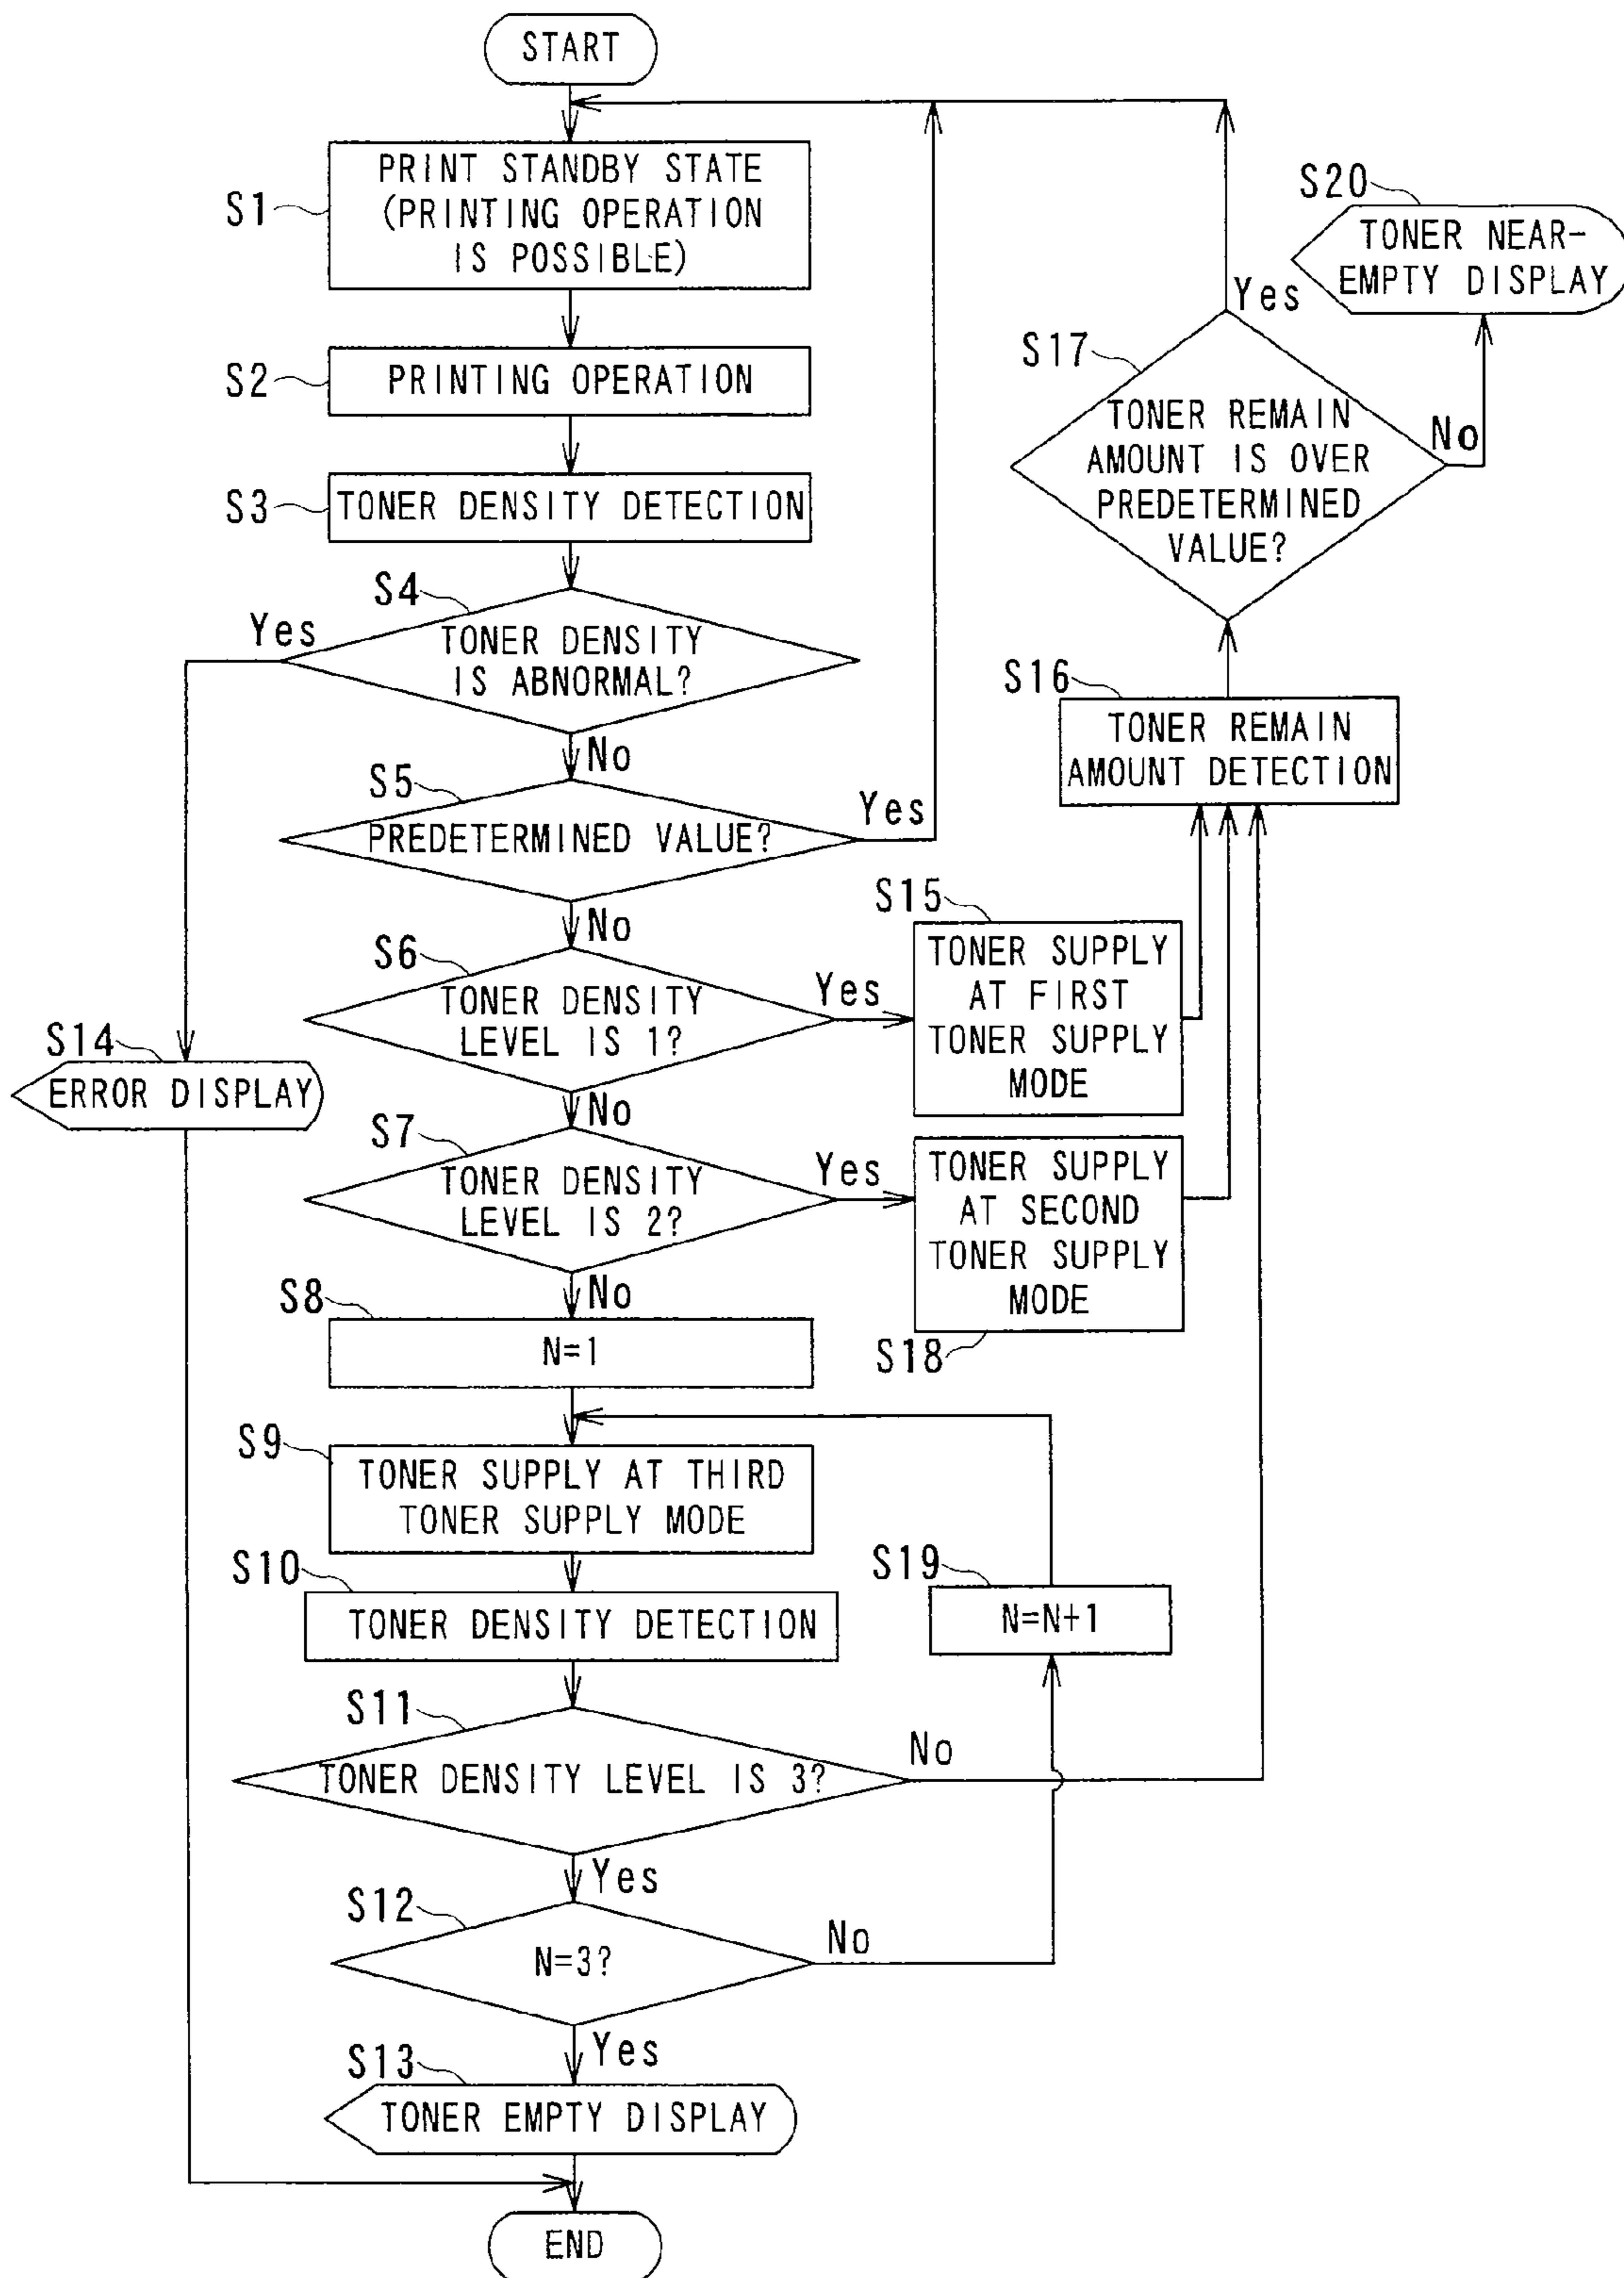 START
S1
PRINT STANDBY STATE
(PRINTING OPERATION
IS POSSIBLE)
S2
PRINTING OPERATION
S3
TONER DENSITY DETECTION
S4
TONER DENSITY
IS ABNORMAL?
Yes
No
S5
PREDETERMINED VALUE?
Yes
No
S6
TONER DENSITY
LEVEL IS 1?
Yes
No
S7
TONER DENSITY
LEVEL IS 2?
Yes
No
S8
N=1
S9
TONER SUPPLY AT THIRD
TONER SUPPLY MODE
S10
TONER DENSITY DETECTION
S11
TONER DENSITY LEVEL IS 3?
No
Yes
S12
N=3?
No
Yes
S13
TONER EMPTY DISPLAY
END
S14
ERROR DISPLAY
S15
TONER SUPPLY
AT FIRST
TONER SUPPLY
MODE
S16
TONER REMAIN
AMOUNT DETECTION
S17
TONER REMAIN
AMOUNT IS OVER
PREDETERMINED
VALUE?
Yes
No
S18
TONER SUPPLY
AT SECOND
TONER SUPPLY
MODE
S19
N=N+1
S20
TONER NEAR-
EMPTY DISPLAY